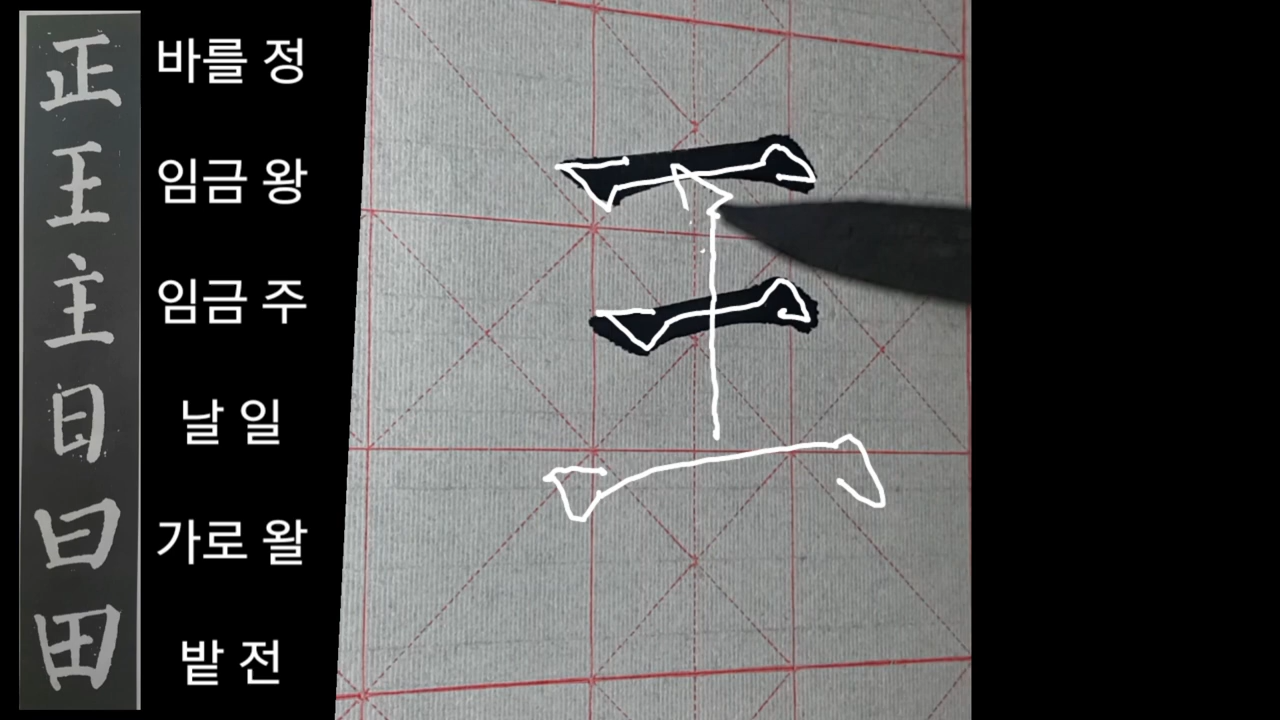 正 바를 정
王 임금 왕
主 임금 주
日 날 일
曰 가로 왈
田 밭 전
王